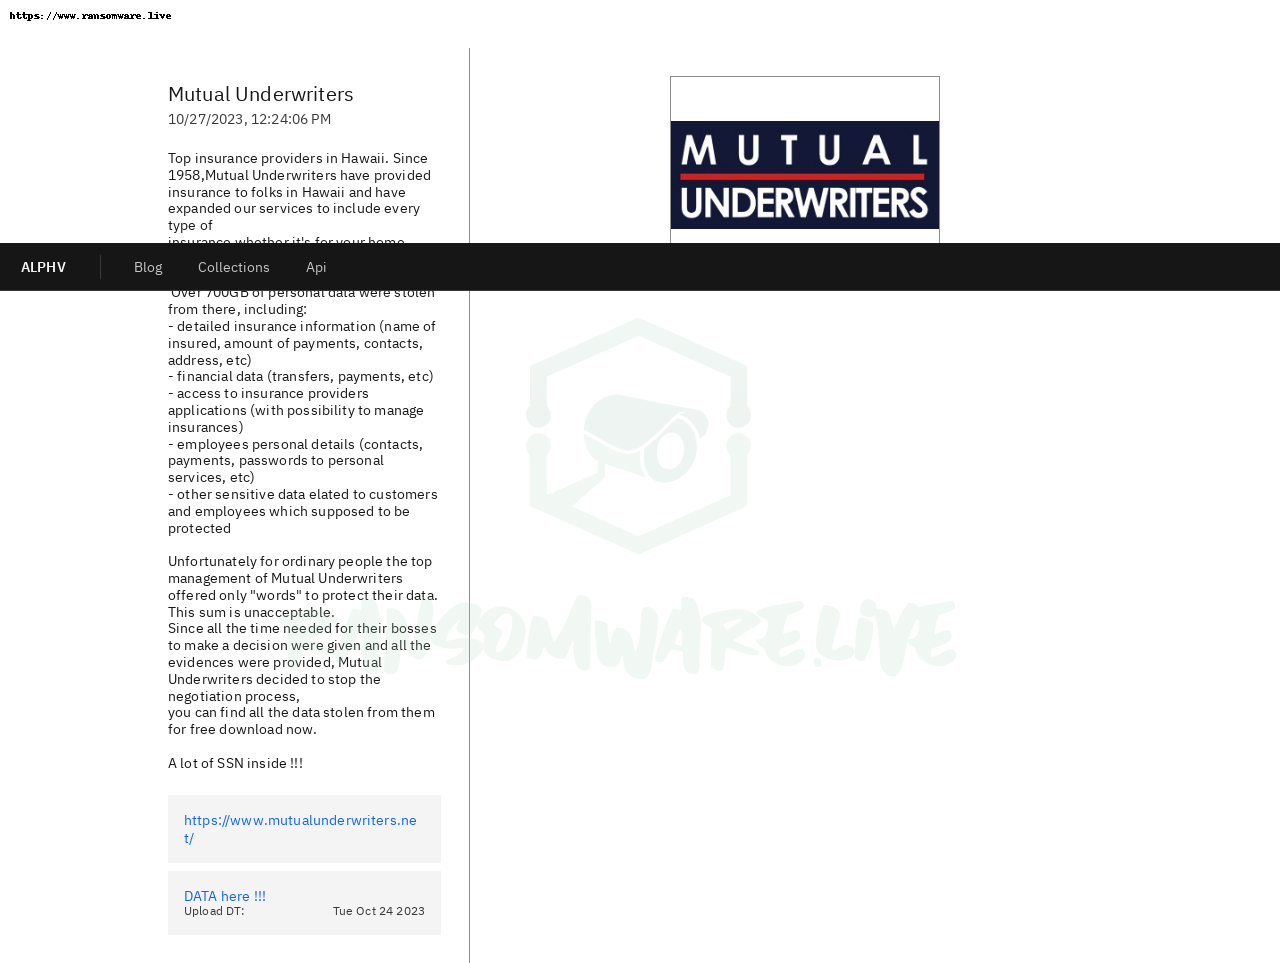 https://www.ransomware.live
Mutual Underwriters
10/27/2023, 12:24:06 PM
Top insurance providers in Hawaii. Since
1958,Mutual Underwriters have provided
insurance to folks in Hawaii and have
expanded our services to include every
type of
insurance whether it's for your home,
ALPHV
Blog
Collections
Api
Over 700GB of personal data were stolen
from there, including:
- detailed insurance information (name of
insured, amount of payments, contacts,
address, etc)
- financial data (transfers, payments, etc)
- access to insurance providers
applications (with possibility to manage
insurances)
- employees personal details (contacts,
payments, passwords to personal
services, etc)
- other sensitive data elated to customers
and employees which supposed to be
protected
Unfortunately for ordinary people the top
management of Mutual Underwriters
offered only "words" to protect their data.
This sum is unacceptable.
Since all the time needed for their bosses
to make a decision were given and all the
evidences were provided, Mutual
Underwriters decided to stop the
negotiation process,
you can find all the data stolen from them
for free download now.
A lot of SSN inside !!!
https://www.mutualunderwriters.ne
t/
DATA here !!!
Upload DT: Tue Oct 24 2023
MUTUAL
UNDERWRITERS
RANSOMWARE.LIVE